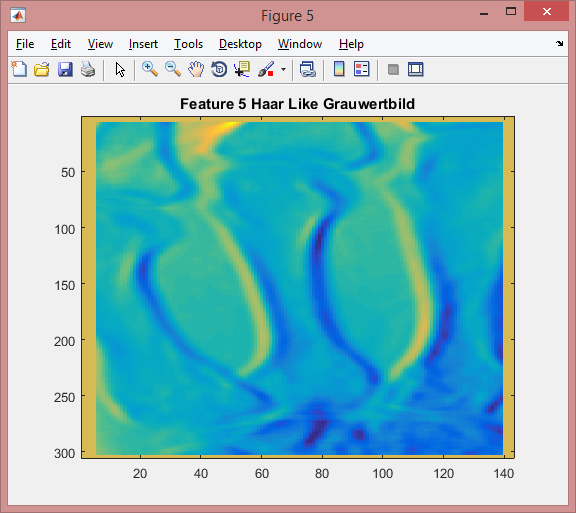 Figure 5
File Edit View Insert Tools Desktop Window Help
Feature 5 Haar Like Grauwertbild
50
100
150
200
250
300
20 40 60 80 100 120 140